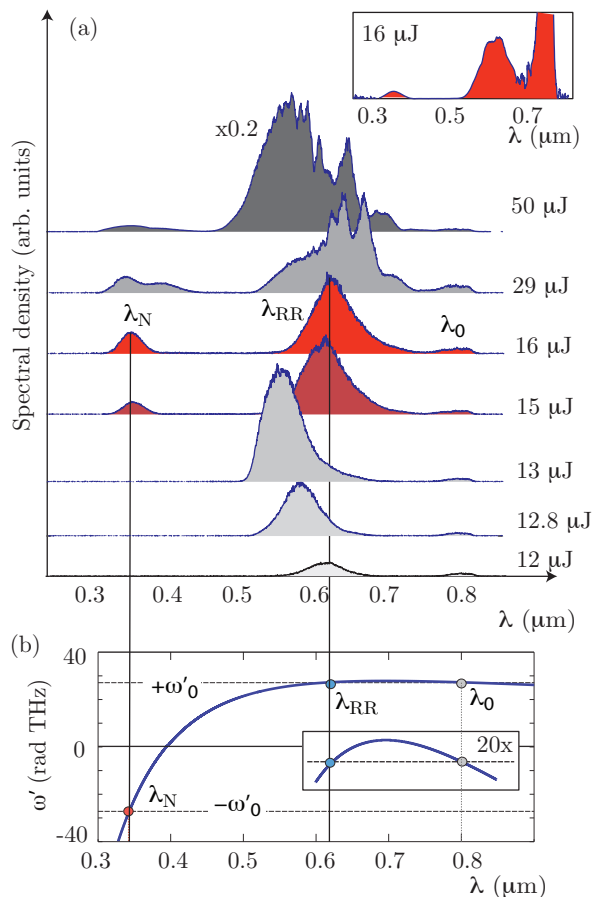 (a)
16 μJ
0.3 0.5 0.7
λ (μm)
x0.2
Spectral density (arb. units)
50 μJ
29 μJ
λN λRR λ0
16 μJ
15 μJ
13 μJ
12.8 μJ
12 μJ
0.3 0.4 0.5 0.6 0.7 0.8
λ (μm)
(b)
ω' (rad THz)
40
0
-40
+ω'0
λRR λ0
20x
λN −ω'0
0.3 0.4 0.5 0.6 0.7 0.8
λ (μm)